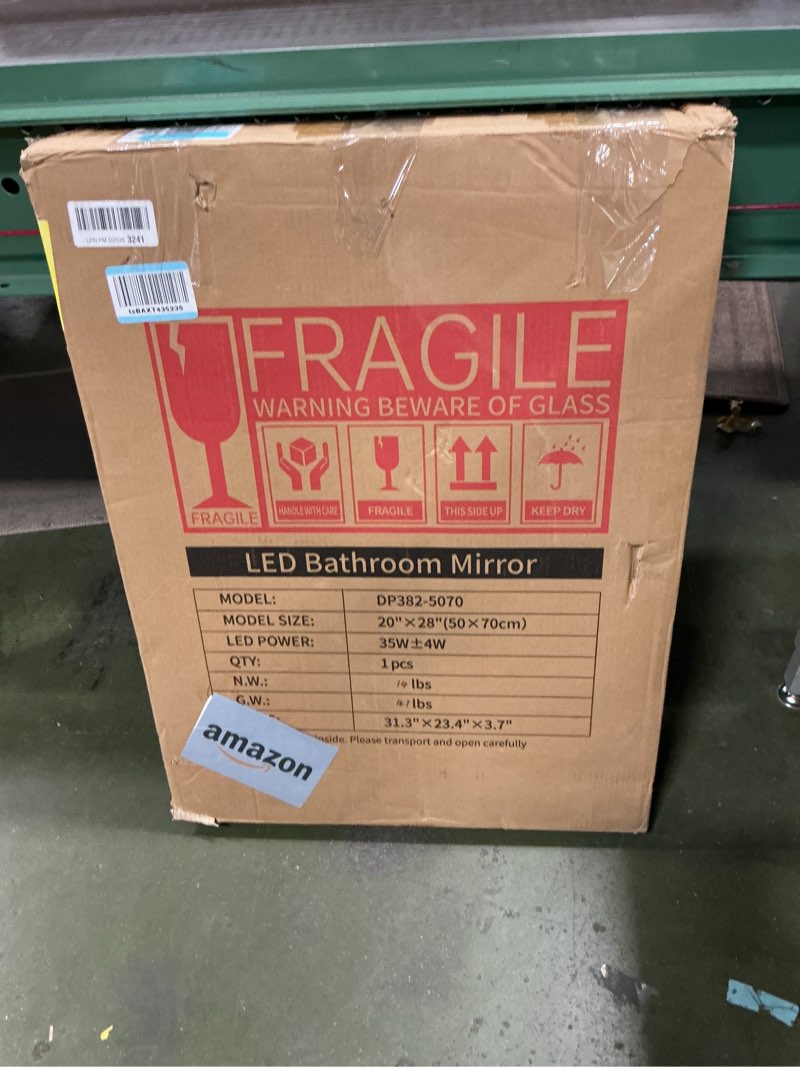 3241
FRAGILE
WARNING BEWARE OF GLASS
FRAGILE
HANDLE WITH CARE
FRAGILE
THIS SIDE UP
KEEP DRY
LED Bathroom Mirror
MODEL: DP382-5070
MODEL SIZE: 20"×28"(50×70cm)
LED POWER: 35W±4W
QTY: 1 pcs
N.W.: lbs
G.W.: lbs
31.3"×23.4"×3.7"
inside. Please transport and open carefully
amazon